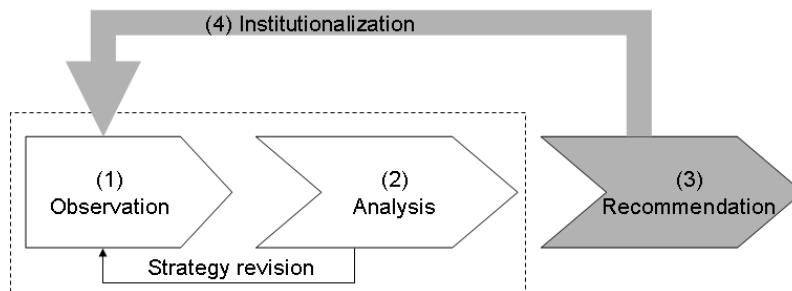 (4) Institutionalization
(1)
Observation
(2)
Analysis
(3)
Recommendation
Strategy revision